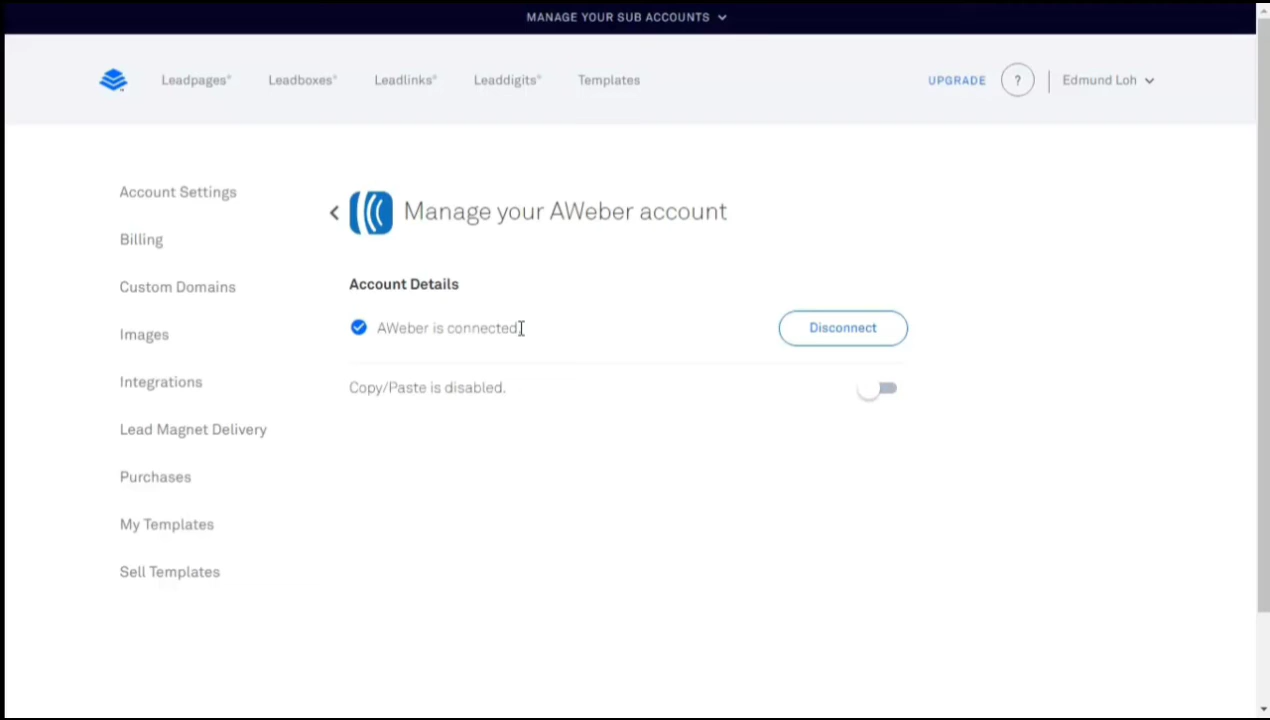 MANAGE YOUR SUB ACCOUNTS
Leadpages® Leadboxes® Leadlinks® Leaddigits® Templates UPGRADE ? Edmund Loh
Account Settings
Billing
Custom Domains
Images
Integrations
Lead Magnet Delivery
Purchases
My Templates
Sell Templates
Manage your AWeber account
Account Details
AWeber is connected.
Disconnect
Copy/Paste is disabled.